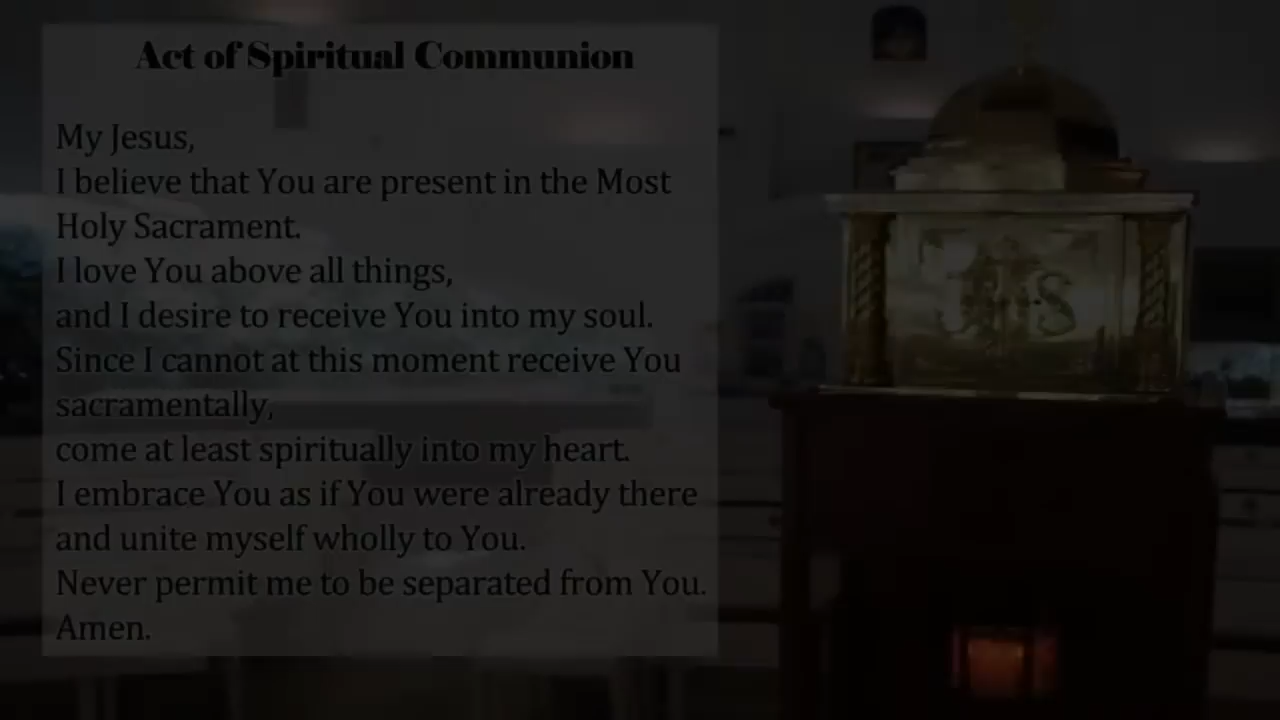 Act of Spiritual Communion
My Jesus,
I believe that You are present in the Most
Holy Sacrament.
I love You above all things,
and I desire to receive You into my soul.
Since I cannot at this moment receive You
sacramentally,
come at least spiritually into my heart.
I embrace You as if You were already there
and unite myself wholly to You.
Never permit me to be separated from You.
Amen.
IHS